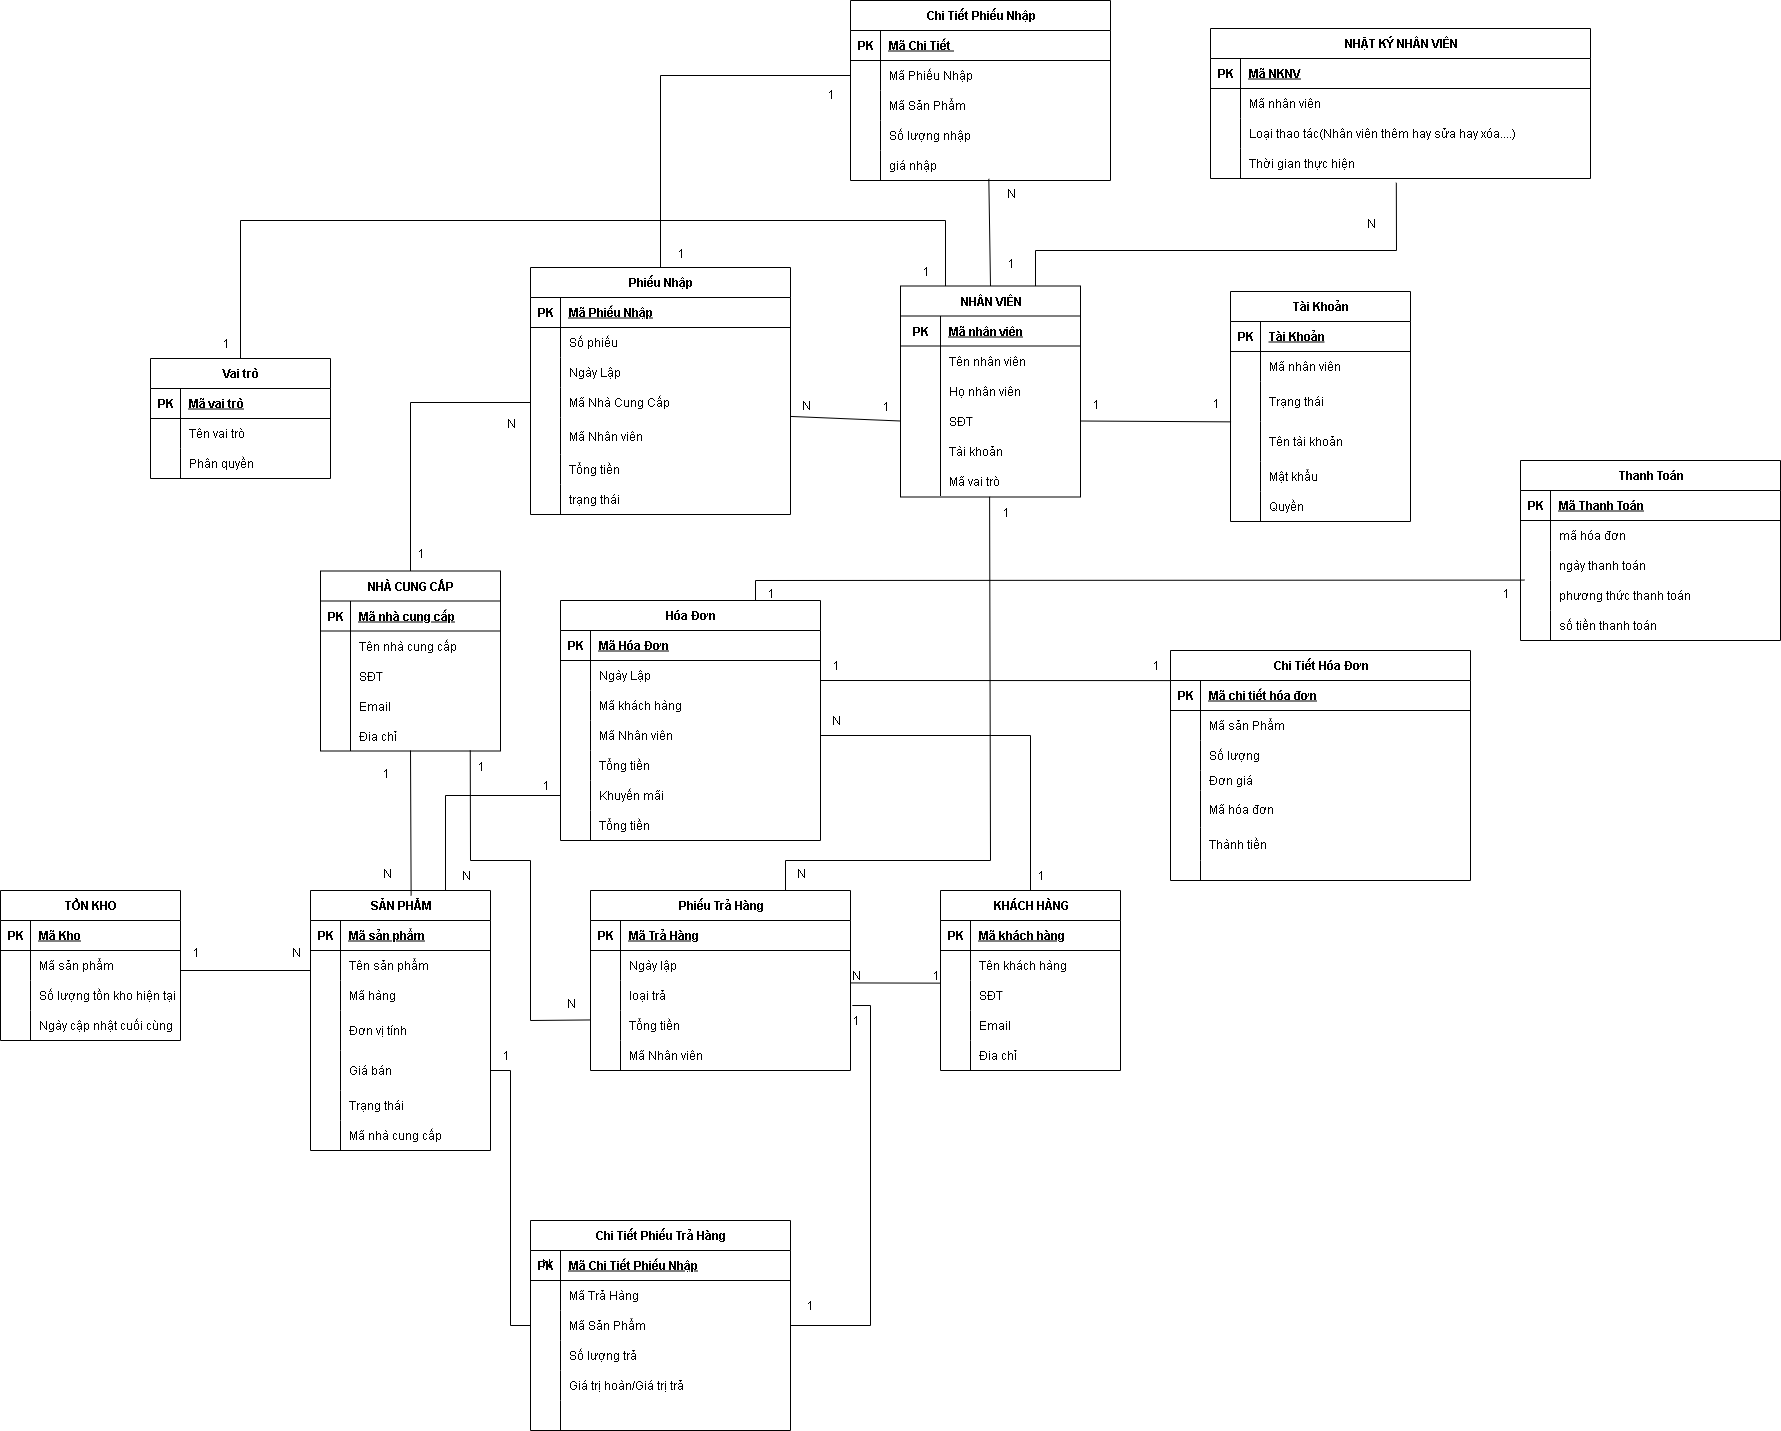 Chi Tiết Phiếu Nhập
PK Mã Chi Tiết
Mã Phiếu Nhập
Mã Sản Phẩm
Số lượng nhập
giá nhập
1
N
NHẬT KÝ NHÂN VIÊN
PK Mã NKNV
Mã nhân viên
Loại thao tác(Nhân viên thêm hay sửa hay xóa....)
Thời gian thực hiện
N
1
1
1
1
Phiếu Nhập
PK Mã Phiếu Nhập
Số phiếu
Ngày Lập
Mã Nhà Cung Cấp
Mã Nhân viên
Tổng tiền
trạng thái
N
N
1
NHÂN VIÊN
PK Mã nhân viên
Tên nhân viên
Họ nhân viên
SĐT
Tài khoản
Mã vai trò
1
1
1
Tài Khoản
PK Tài Khoản
Mã nhân viên
Trạng thái
Tên tài khoản
Mật khẩu
Quyền
Vai trò
PK Mã vai trò
Tên vai trò
Phân quyền
Thanh Toán
PK Mã Thanh Toán
mã hóa đơn
ngày thanh toán
phương thức thanh toán
số tiền thanh toán
1
1
1
NHÀ CUNG CẤP
PK Mã nhà cung cấp
Tên nhà cung cấp
SĐT
Email
Địa chỉ
1
1
Hóa Đơn
PK Mã Hóa Đơn
Ngày Lập
Mã khách hàng
Mã Nhân viên
Tổng tiền
Khuyến mãi
Tổng tiền
1
1
N
1
Chi Tiết Hóa Đơn
PK Mã chi tiết hóa đơn
Mã sản Phẩm
Số lượng
Đơn giá
Mã hóa đơn
Thành tiền
N
N
N
1
TỒN KHO
PK Mã Kho
Mã sản phẩm
Số lượng tồn kho hiện tại
Ngày cập nhật cuối cùng
1
N
SẢN PHẨM
PK Mã sản phẩm
Tên sản phẩm
Mã hàng
Đơn vị tính
Giá bán
Trạng thái
Mã nhà cung cấp
1
N
Phiếu Trả Hàng
PK Mã Trả Hàng
Ngày lập
loại trả
Tổng tiền
Mã Nhân viên
N
1
1
KHÁCH HÀNG
PK Mã khách hàng
Tên khách hàng
SĐT
Email
Địa chỉ
Chi Tiết Phiếu Trả Hàng
PK Mã Chi Tiết Phiếu Nhập
Mã Trả Hàng
Mã Sản Phẩm
Số lượng trả
Giá trị hoàn/Giá trị trả
1